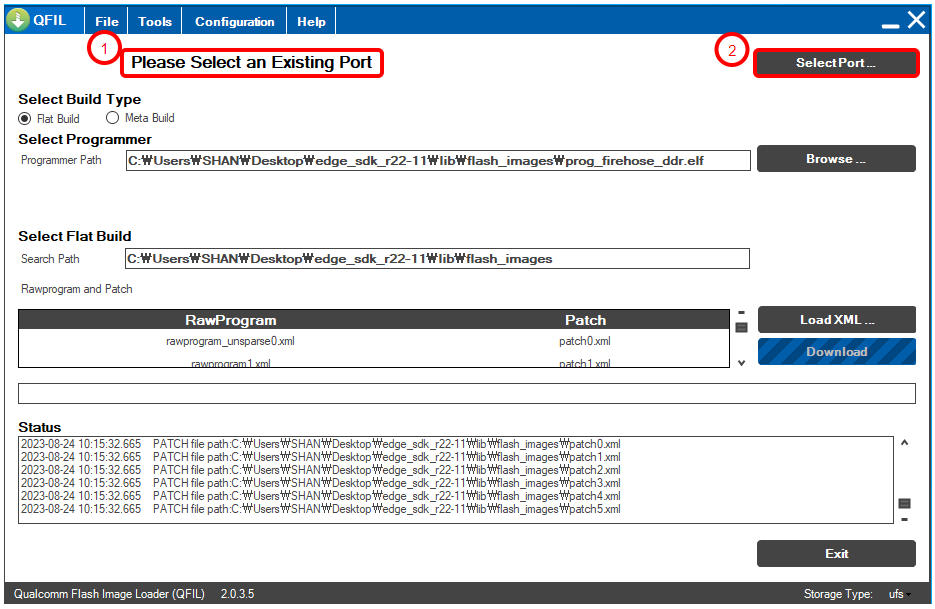 QFIL File Tools Configuration Help
1 Please Select an Existing Port 2 Select Port ...
Select Build Type
Flat Build Meta Build
Select Programmer
Programmer Path C:₩Users₩SHAN₩Desktop₩edge_sdk_r22-11₩lib₩flash_images₩prog_firehose_ddr.elf Browse ...
Select Flat Build
Search Path C:₩Users₩SHAN₩Desktop₩edge_sdk_r22-11₩lib₩flash_images
Rawprogram and Patch
RawProgram Patch Load XML ...
rawprogram_unsparse0.xml patch0.xml
Download
rawprogram1.xml patch1.xml
Status
2023-08-24 10:15:32.665 PATCH file path:C:₩Users₩SHAN₩Desktop₩edge_sdk_r22-11₩lib₩flash_images₩patch0.xml
2023-08-24 10:15:32.665 PATCH file path:C:₩Users₩SHAN₩Desktop₩edge_sdk_r22-11₩lib₩flash_images₩patch1.xml
2023-08-24 10:15:32.665 PATCH file path:C:₩Users₩SHAN₩Desktop₩edge_sdk_r22-11₩lib₩flash_images₩patch2.xml
2023-08-24 10:15:32.665 PATCH file path:C:₩Users₩SHAN₩Desktop₩edge_sdk_r22-11₩lib₩flash_images₩patch3.xml
2023-08-24 10:15:32.665 PATCH file path:C:₩Users₩SHAN₩Desktop₩edge_sdk_r22-11₩lib₩flash_images₩patch4.xml
2023-08-24 10:15:32.665 PATCH file path:C:₩Users₩SHAN₩Desktop₩edge_sdk_r22-11₩lib₩flash_images₩patch5.xml
Exit
Qualcomm Flash Image Loader (QFIL) 2.0.3.5 Storage Type: ufs